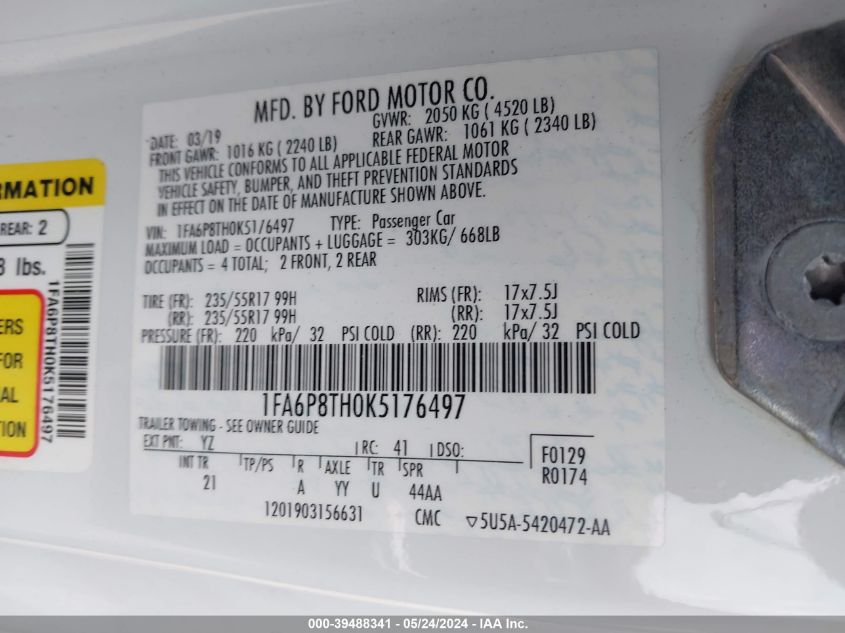 MFD. BY FORD MOTOR CO.
DATE: 03/19 GVWR: 2050 KG ( 4520 LB)
FRONT GAWR: 1016 KG ( 2240 LB) REAR GAWR: 1061 KG ( 2340 LB)
THIS VEHICLE CONFORMS TO ALL APPLICABLE FEDERAL MOTOR
VEHICLE SAFETY, BUMPER, AND THEFT PREVENTION STANDARDS
IN EFFECT ON THE DATE OF MANUFACTURE SHOWN ABOVE.
VIN: 1FA6P8TH0K5176497 TYPE: Passenger Car
MAXIMUM LOAD = OCCUPANTS + LUGGAGE = 303KG/ 668LB
OCCUPANTS = 4 TOTAL; 2 FRONT, 2 REAR
TIRE (FR): 235/55R17 99H RIMS (FR): 17x7.5J
(RR): 235/55R17 99H (RR): 17x7.5J
PRESSURE (FR): 220 kPa/ 32 PSI COLD (RR): 220 kPa/ 32 PSI COLD
1FA6P8TH0K5176497
TRAILER TOWING - SEE OWNER GUIDE
EXT PNT: YZ RC: 41 DSO: F0129
INT TR TP/PS R AXLE TR SPR R0174
21 A YY U 44AA
1201903156631 CMC ▽5U5A-5420472-AA
RMATION
REAR: 2
8 lbs.
ERS
FOR
AL
TION
1FA6P8TH0K5176497
000-39488341 - 05/24/2024 - IAA Inc.